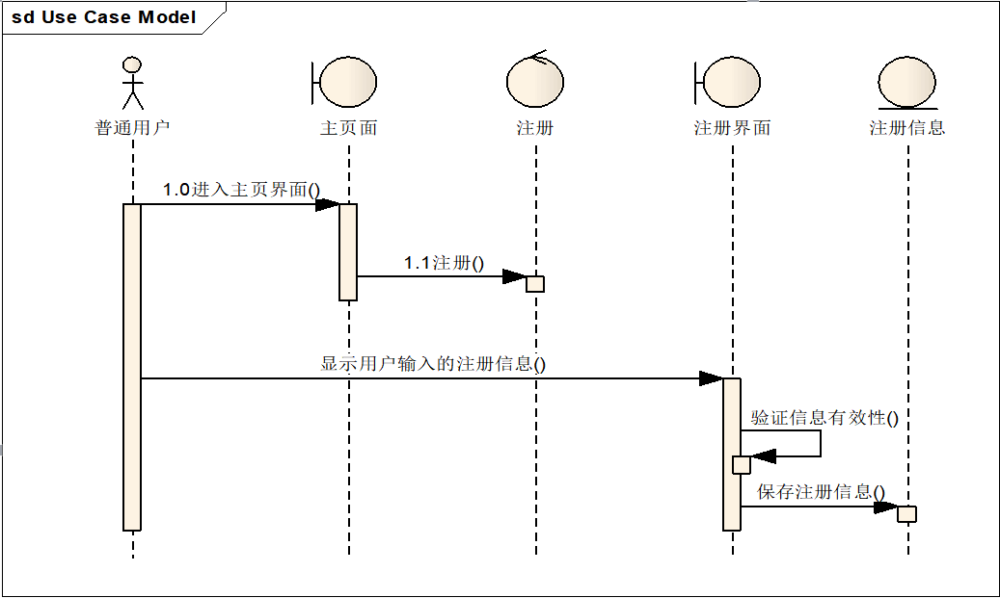 sd Use Case Model
普通用户
主页面
注册
注册界面
注册信息
1.0进入主页界面()
1.1注册()
显示用户输入的注册信息()
验证信息有效性()
保存注册信息()